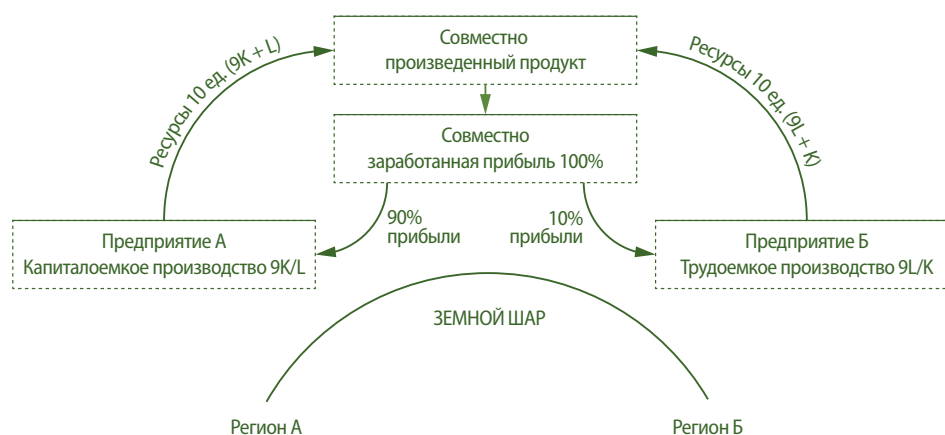 Совместно
произведенный продукт
Ресурсы 10 ед. (9K + L)
Ресурсы 10 ед. (9L + K)
Совместно
заработанная прибыль 100%
90%
прибыли
10%
прибыли
Предприятие А
Капиталоемкое производство 9K/L
Предприятие Б
Трудоемкое производство 9L/K
ЗЕМНОЙ ШАР
Регион А
Регион Б